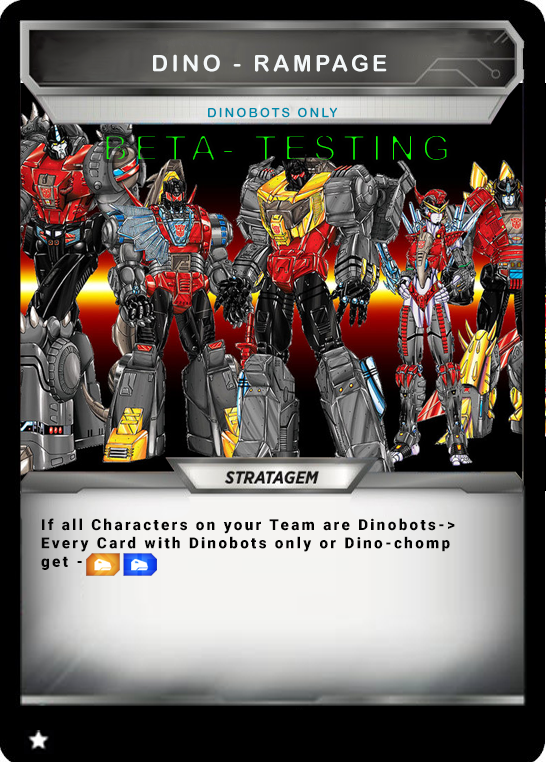 DINO - RAMPAGE
DINOBOTS ONLY
BETA- TESTING
STRATAGEM
If all Characters on your Team are Dinobots->
Every Card with Dinobots only or Dino-chomp
get -